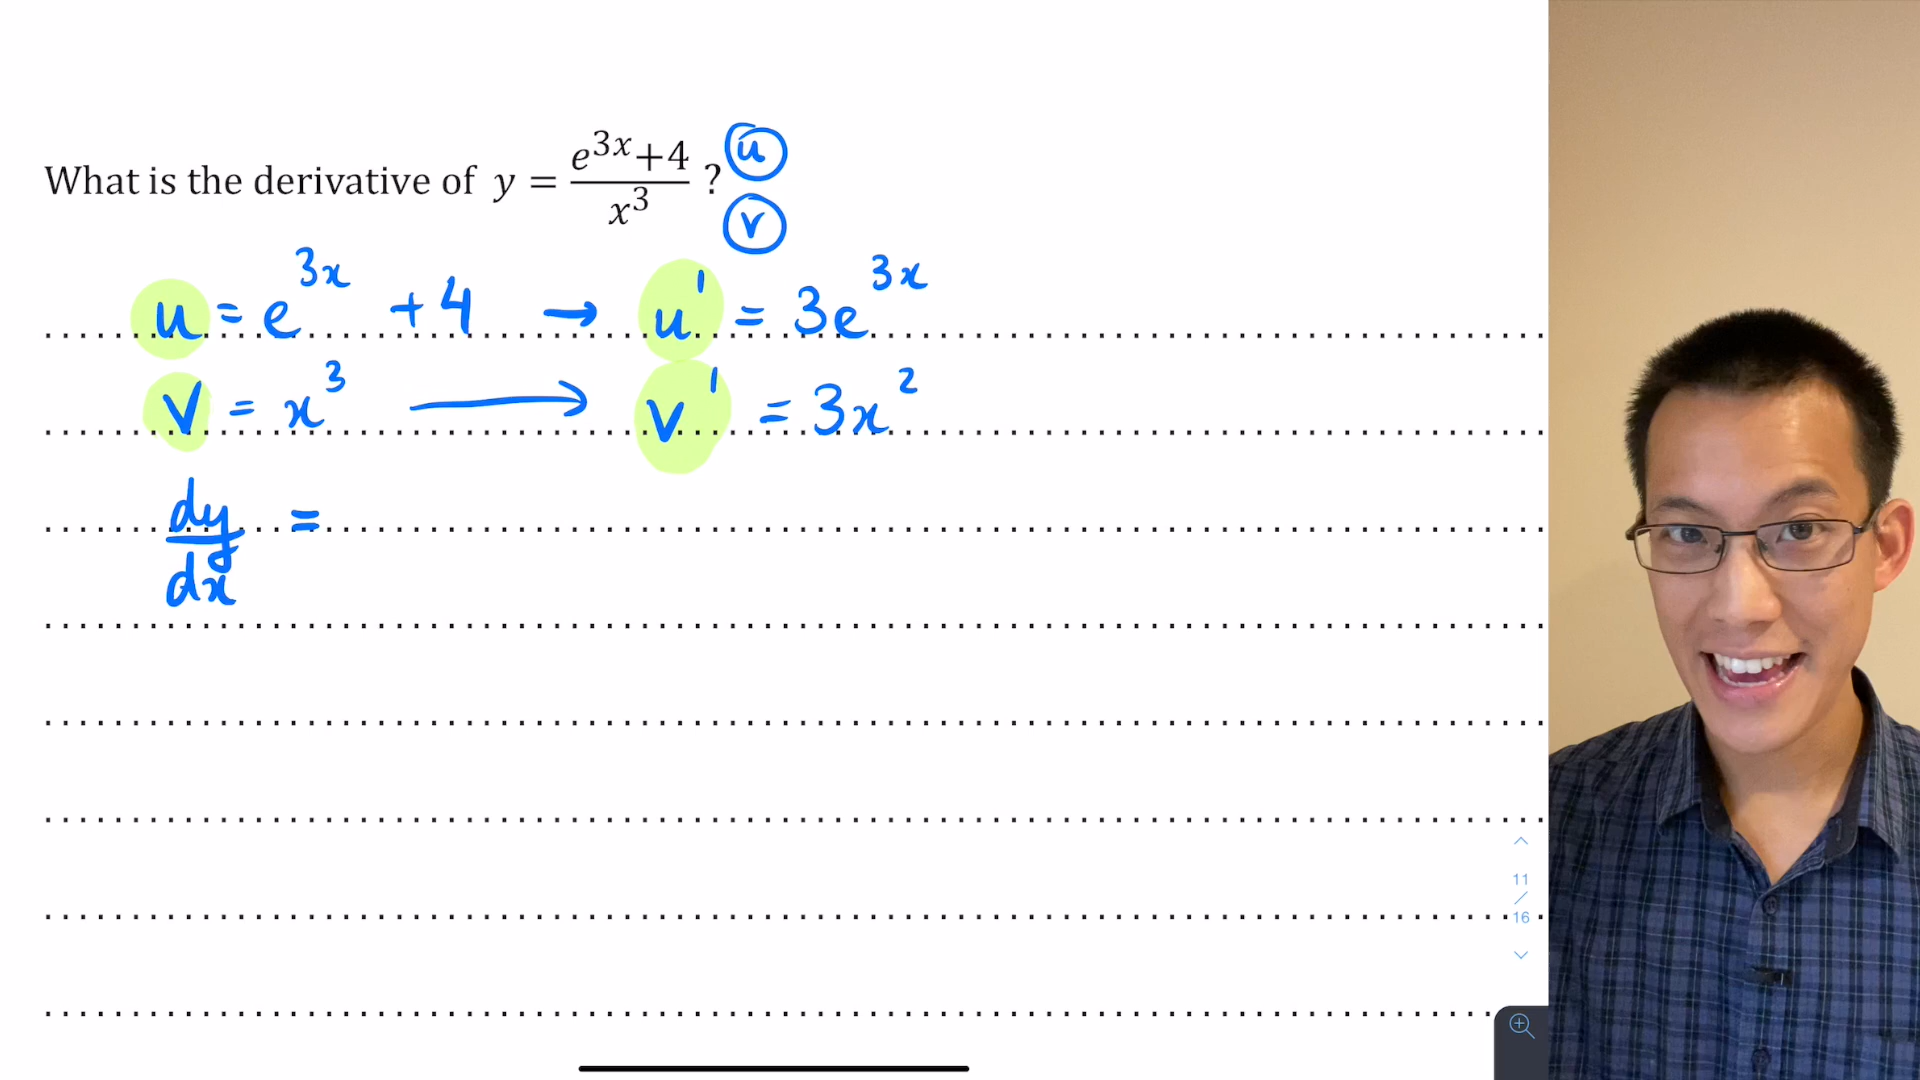 What is the derivative of y = e^{3x}+4 / x^3 ?
u
v
u = e^{3x} + 4 → u' = 3e^{3x}
v = x^3 → v' = 3x^2
dy/dx =
11
/
16